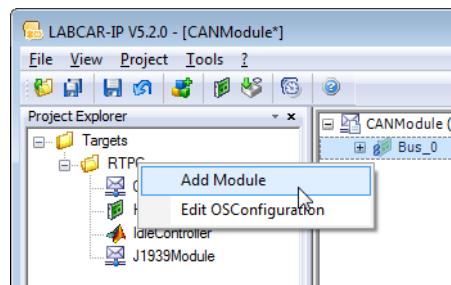 LABCAR-IP V5.2.0 - [CANModule*]
File View Project Tools ?
Project Explorer
CANModule (
Bus_0
Targets
RTPC
Add Module
Edit OSConfiguration
IdleController
J1939Module